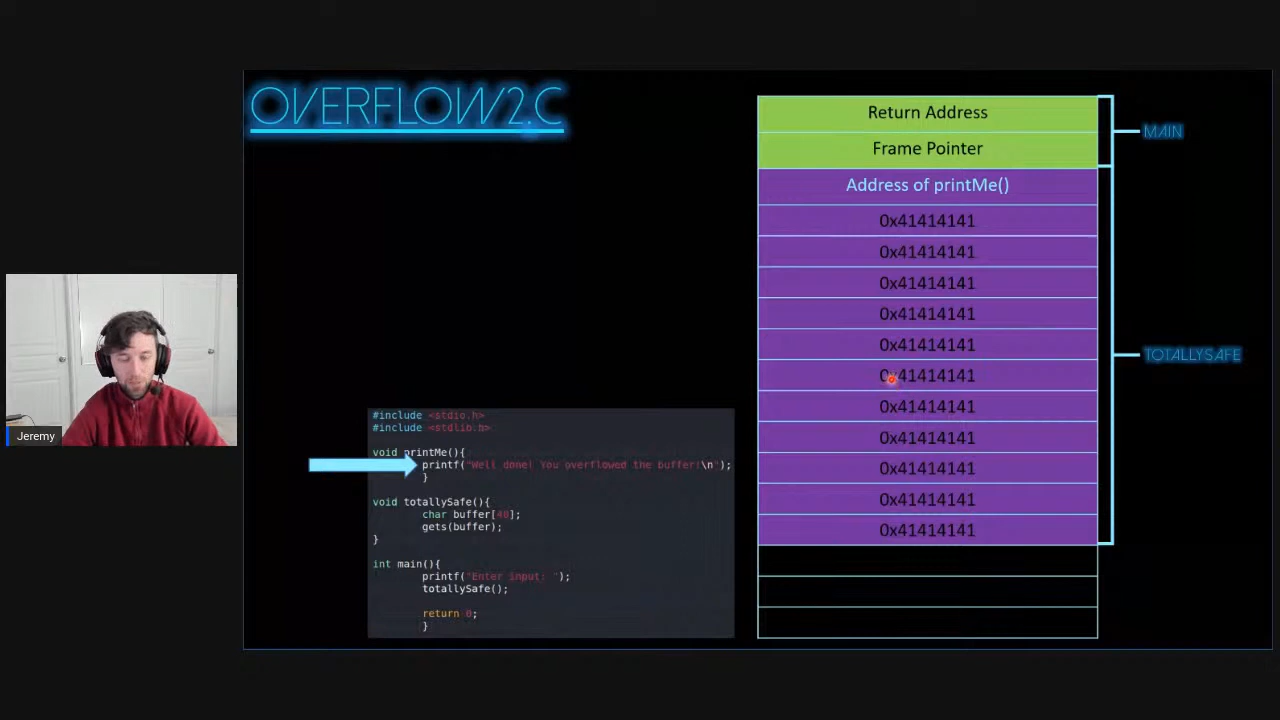 OVERFLOW2.C
Return Address
Frame Pointer
Address of printMe()
0x41414141
0x41414141
0x41414141
0x41414141
0x41414141
0x41414141
0x41414141
0x41414141
0x41414141
0x41414141
0x41414141
MAIN
TOTALLYSAFE
#include <stdio.h>
#include <stdlib.h>
void printMe(){
printf("Well done! You overflowed the buffer!\n");
}
void totallySafe(){
char buffer[40];
gets(buffer);
}
int main(){
printf("Enter input: ");
totallySafe();
return 0;
}
Jeremy